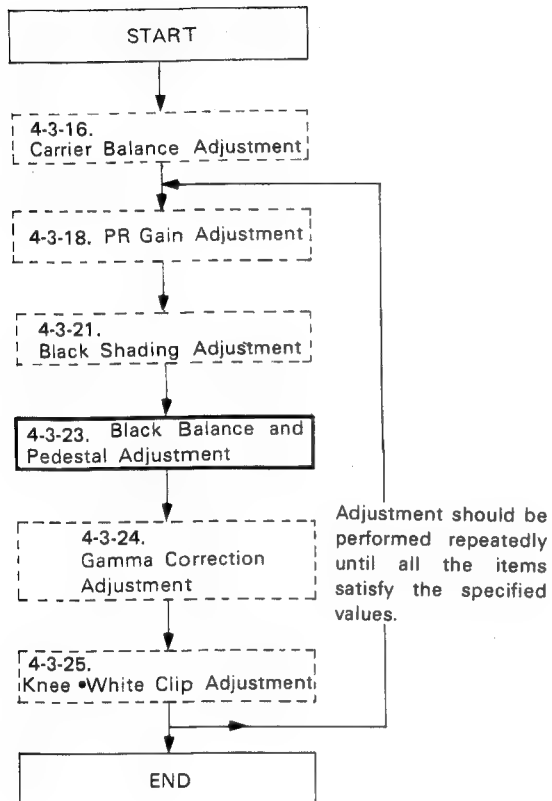 START
4-3-16.
Carrier Balance Adjustment
4-3-18. PR Gain Adjustment
4-3-21.
Black Shading Adjustment
4-3-23. Black Balance and
Pedestal Adjustment
4-3-24.
Gamma Correction
Adjustment
4-3-25.
Knee •White Clip Adjustment
END
Adjustment should be
performed repeatedly
until all the items
satisfy the specified
values.